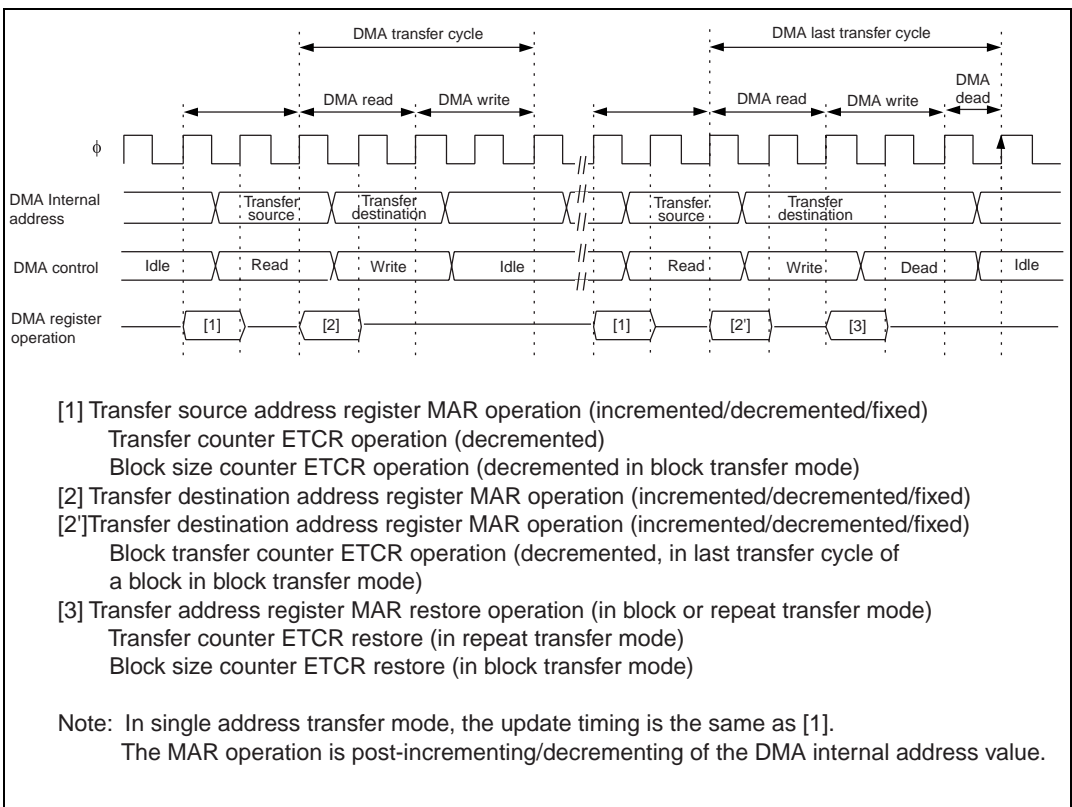 DMA transfer cycle
DMA last transfer cycle
DMA read
DMA write
DMA read
DMA write
DMA
dead
φ
DMA Internal
address
Transfer
source
Transfer
destination
Transfer
source
Transfer
destination
DMA control
Idle
Read
Write
Idle
Read
Write
Dead
Idle
DMA register
operation
[1]
[2]
[1]
[2']
[3]
[1] Transfer source address register MAR operation (incremented/decremented/fixed)
Transfer counter ETCR operation (decremented)
Block size counter ETCR operation (decremented in block transfer mode)
[2] Transfer destination address register MAR operation (incremented/decremented/fixed)
[2']Transfer destination address register MAR operation (incremented/decremented/fixed)
Block transfer counter ETCR operation (decremented, in last transfer cycle of
a block in block transfer mode)
[3] Transfer address register MAR restore operation (in block or repeat transfer mode)
Transfer counter ETCR restore (in repeat transfer mode)
Block size counter ETCR restore (in block transfer mode)
Note: In single address transfer mode, the update timing is the same as [1].
The MAR operation is post-incrementing/decrementing of the DMA internal address value.